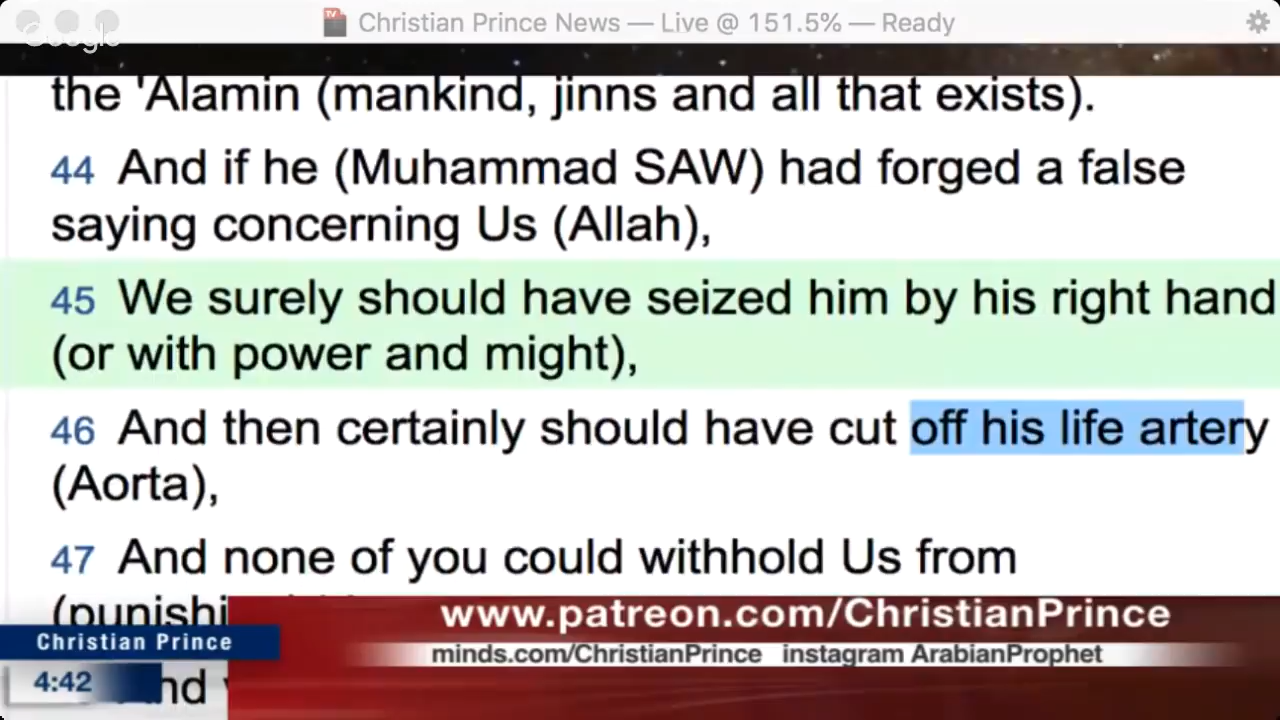 Christian Prince News — Live @ 151.5% — Ready
Google
the 'Alamin (mankind, jinns and all that exists).
44 And if he (Muhammad SAW) had forged a false
saying concerning Us (Allah),
45 We surely should have seized him by his right hand
(or with power and might),
46 And then certainly should have cut off his life artery
(Aorta),
47 And none of you could withhold Us from
(punishi
www.patreon.com/ChristianPrince
Christian Prince
minds.com/ChristianPrince instagram ArabianProphet
4:42